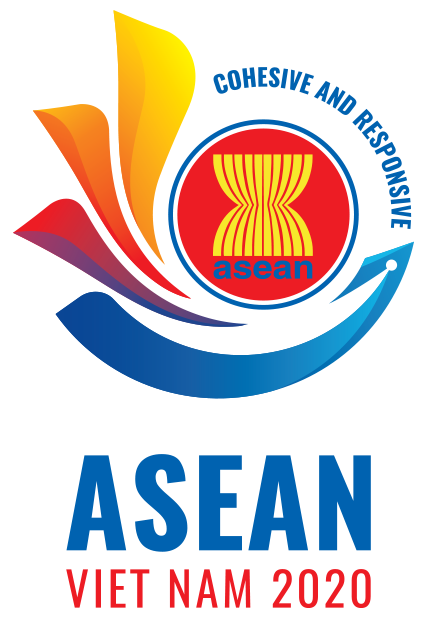 COHESIVE AND RESPONSIVE
asean
ASEAN
VIET NAM 2020